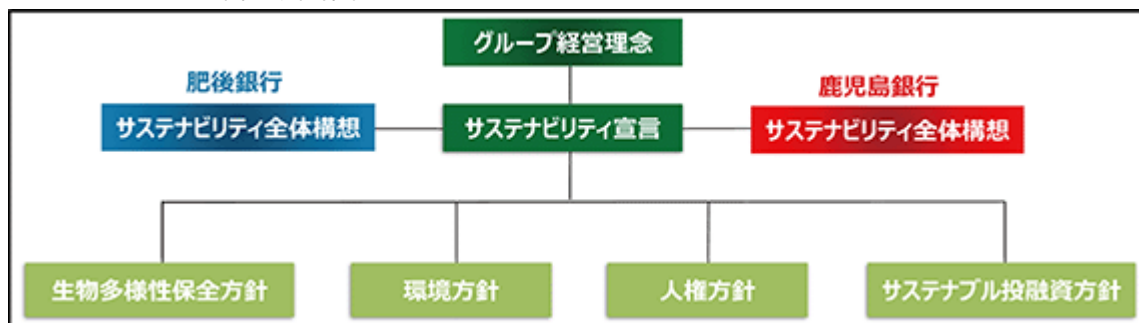 グループ経営理念
肥後銀行
鹿児島銀行
サステナビリティ全体構想
サステナビリティ宣言
サステナビリティ全体構想
生物多様性保全方針
環境方針
人権方針
サステナブル投融資方針